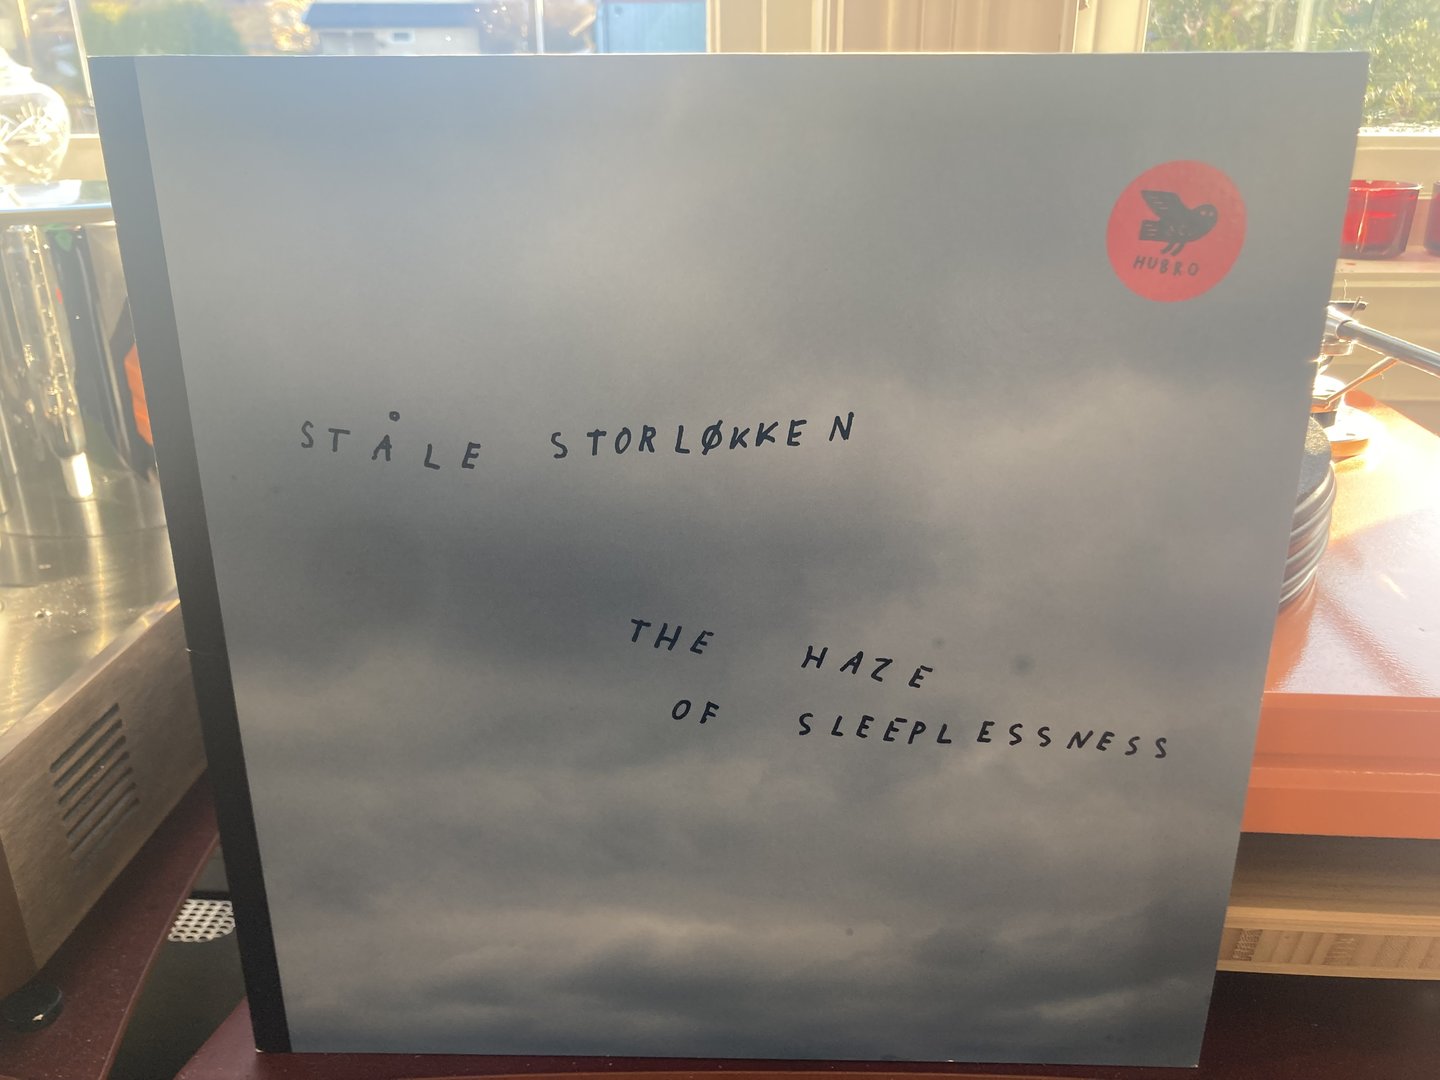 HUBRO
STÅLE STORLØKKEN
THE HAZE
OF SLEEPLESSNESS